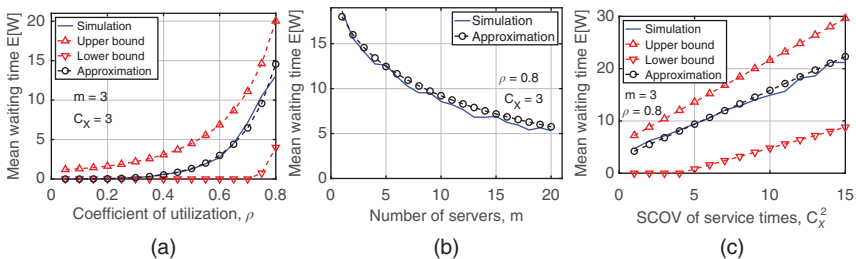 Mean waiting time E[W]
20
15
10
5
0
Simulation
Upper bound
Lower bound
Approximation
m = 3
C_X = 3
0
0.2
0.4
0.6
0.8
Coefficient of utilization, ρ
(a)
Mean waiting time E[W]
15
10
5
Simulation
Approximation
ρ = 0.8
C_X = 3
0
5
10
15
20
Number of servers, m
(b)
Mean waiting time E[W]
30
20
10
0
Simulation
Upper bound
Lower bound
Approximation
m = 3
ρ = 0.8
0
5
10
15
SCOV of service times, C_X^2
(c)